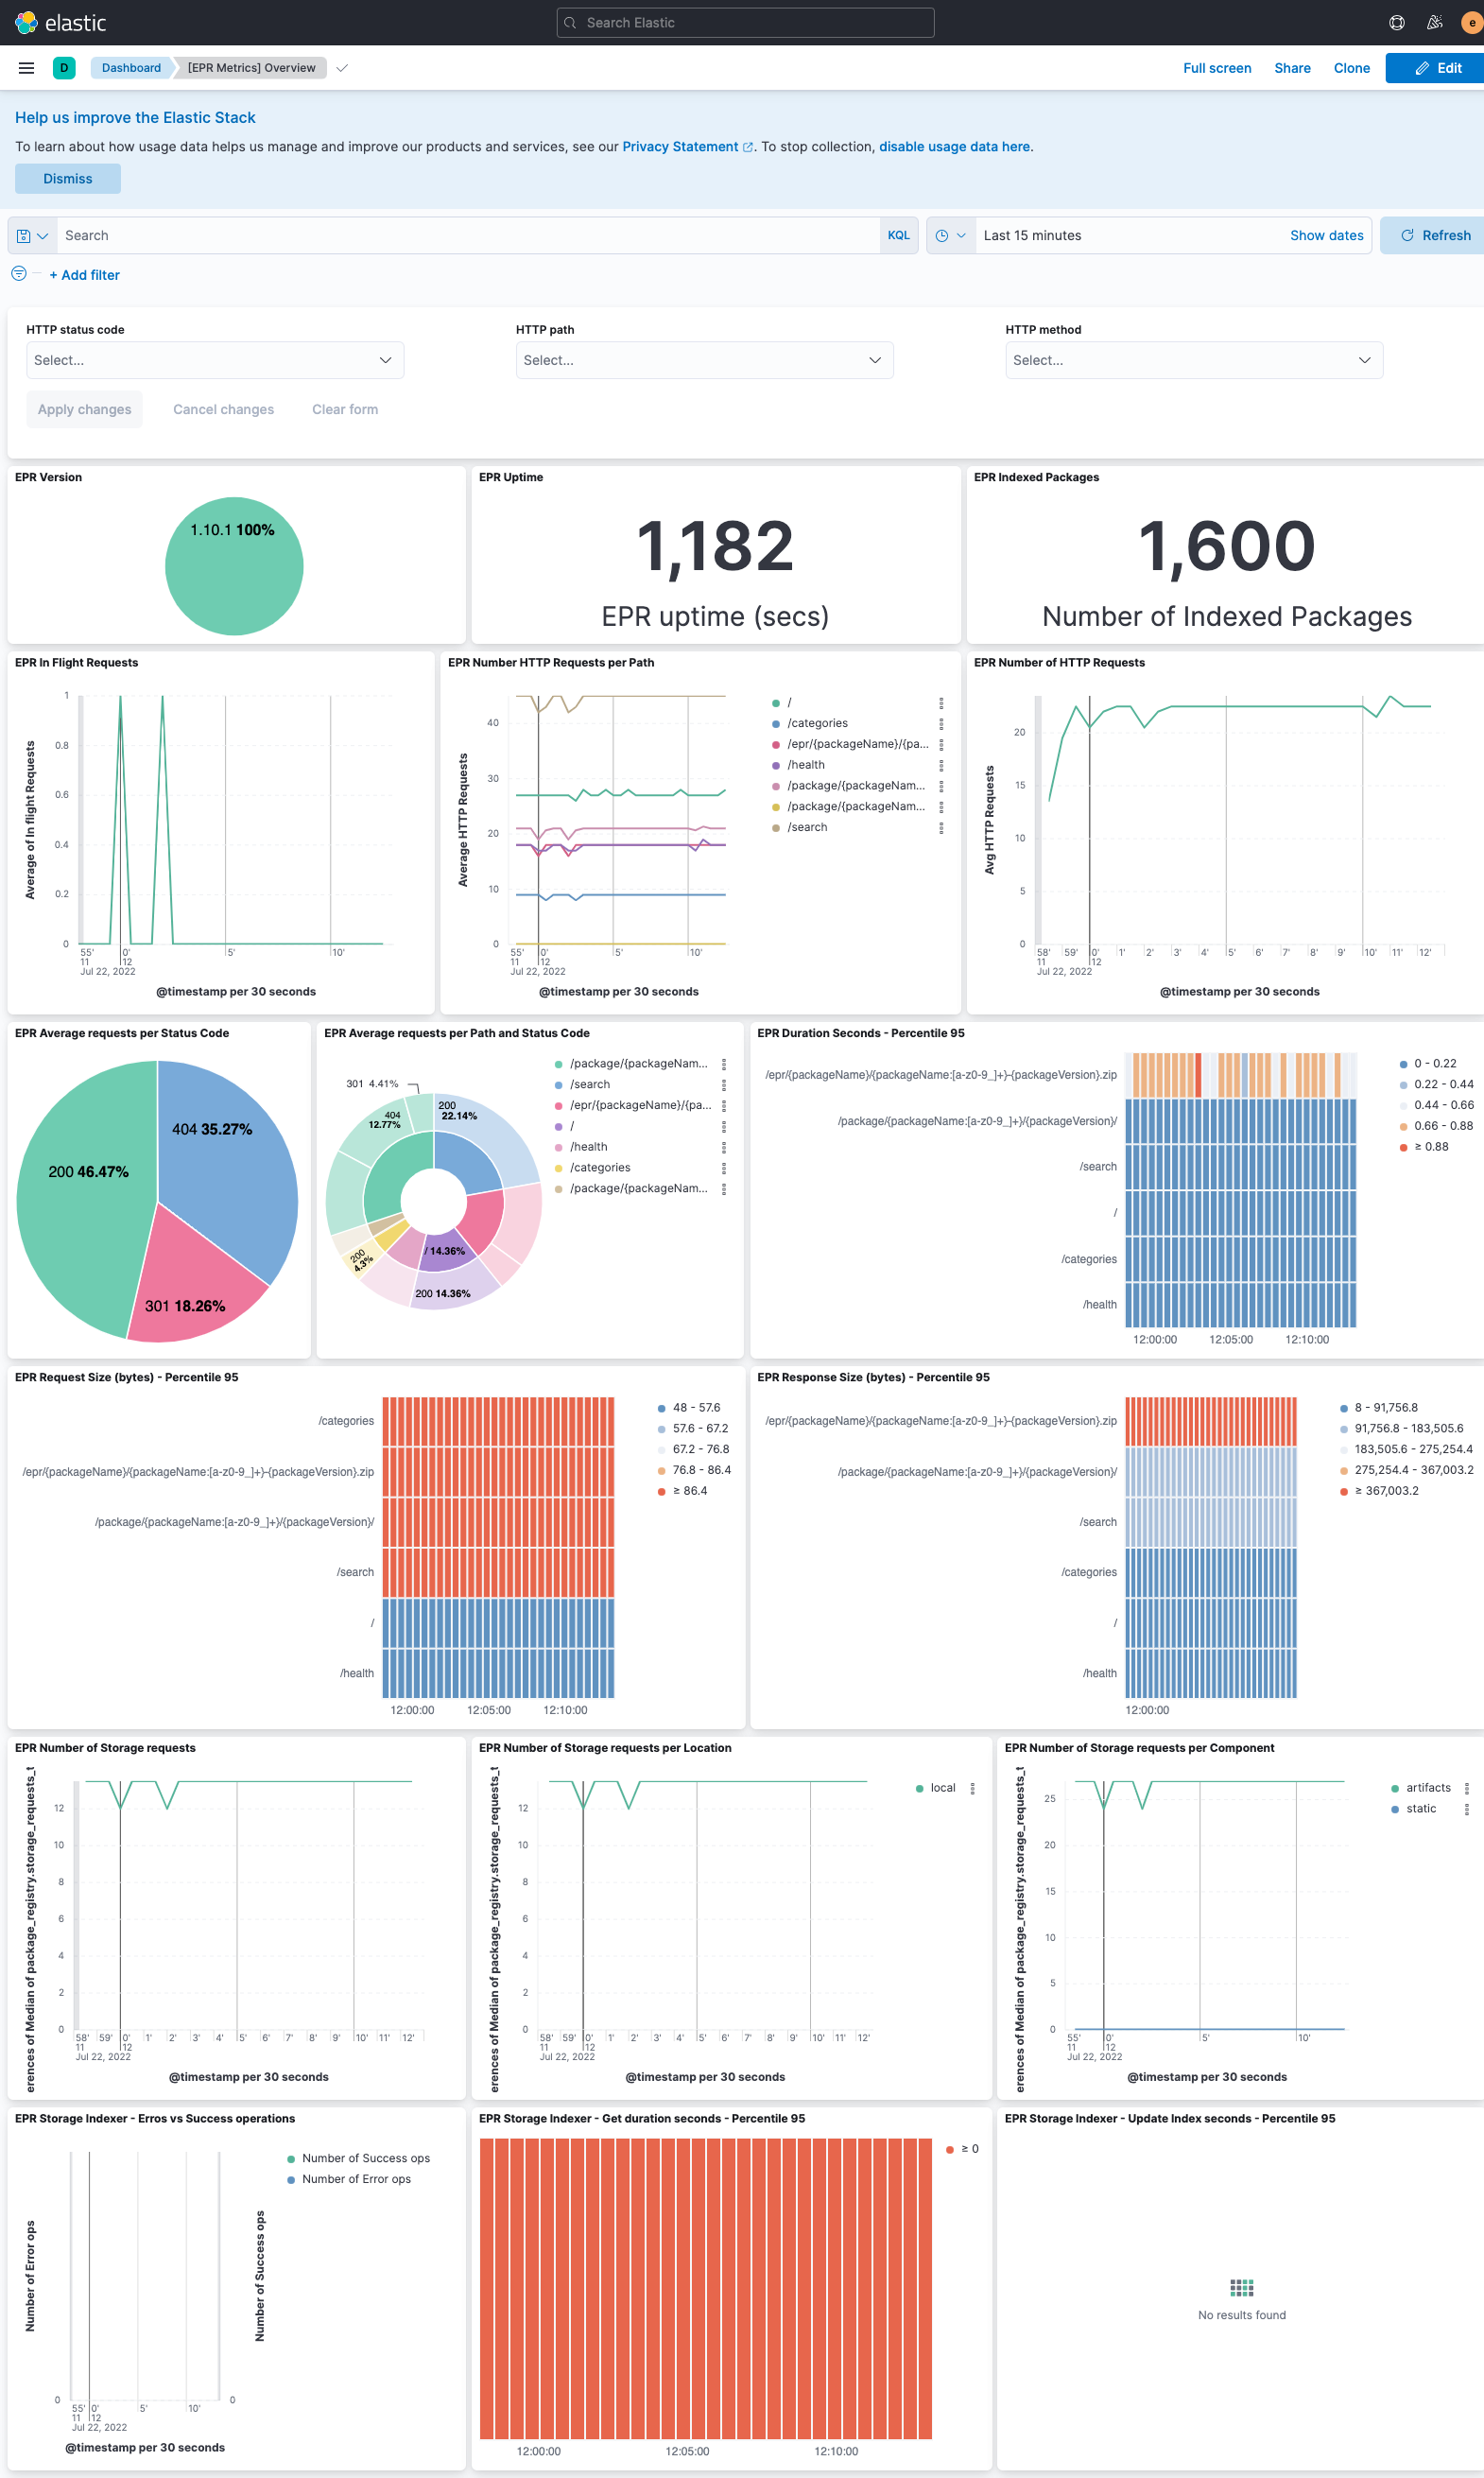 elastic
Search Elastic
e
D
Dashboard
[EPR Metrics] Overview
Full screen
Share
Clone
Edit
Help us improve the Elastic Stack
To learn about how usage data helps us manage and improve our products and services, see our Privacy Statement. To stop collection, disable usage data here.
Dismiss
Search
KQL
Last 15 minutes
Show dates
Refresh
+ Add filter
HTTP status code
HTTP path
HTTP method
Select...
Select...
Select...
Apply changes
Cancel changes
Clear form
EPR Version
1.10.1 100%
EPR Uptime
1,182
EPR uptime (secs)
EPR Indexed Packages
1,600
Number of Indexed Packages
EPR In Flight Requests
Average of In flight Requests
1
0.8
0.6
0.4
0.2
0
55' 0' 5' 10'
11 12
Jul 22, 2022
@timestamp per 30 seconds
EPR Number HTTP Requests per Path
Average HTTP Requests
40
30
20
10
0
55' 0' 5' 10'
11 12
Jul 22, 2022
@timestamp per 30 seconds
/
/categories
/epr/{packageName}/{pa...
/health
/package/{packageNam...
/package/{packageNam...
/search
EPR Number of HTTP Requests
Avg HTTP Requests
20
15
10
5
0
58' 59' 0' 1' 2' 3' 4' 5' 6' 7' 8' 9' 10' 11' 12'
11 12
Jul 22, 2022
@timestamp per 30 seconds
EPR Average requests per Status Code
404 35.27%
200 46.47%
301 18.26%
EPR Average requests per Path and Status Code
301 4.41%
404
12.77%
200
22.14%
200
4.3%
/ 14.36%
200 14.36%
/package/{packageNam...
/search
/epr/{packageName}/{pa...
/
/health
/categories
/package/{packageNam...
EPR Duration Seconds - Percentile 95
/epr/{packageName}/{packageName:[a-z0-9_]+}-{packageVersion}.zip
/package/{packageName:[a-z0-9_]+}/{packageVersion}/
/search
/
/categories
/health
12:00:00 12:05:00 12:10:00
0 - 0.22
0.22 - 0.44
0.44 - 0.66
0.66 - 0.88
≥ 0.88
EPR Request Size (bytes) - Percentile 95
/categories
/epr/{packageName}/{packageName:[a-z0-9_]+}-{packageVersion}.zip
/package/{packageName:[a-z0-9_]+}/{packageVersion}/
/search
/
/health
12:00:00 12:05:00 12:10:00
48 - 57.6
57.6 - 67.2
67.2 - 76.8
76.8 - 86.4
≥ 86.4
EPR Response Size (bytes) - Percentile 95
/epr/{packageName}/{packageName:[a-z0-9_]+}-{packageVersion}.zip
/package/{packageName:[a-z0-9_]+}/{packageVersion}/
/search
/categories
/
/health
12:00:00
8 - 91,756.8
91,756.8 - 183,505.6
183,505.6 - 275,254.4
275,254.4 - 367,003.2
≥ 367,003.2
EPR Number of Storage requests
erences of Median of package_registry.storage_requests_t
12
10
8
6
4
2
0
58' 59' 0' 1' 2' 3' 4' 5' 6' 7' 8' 9' 10' 11' 12'
11 12
Jul 22, 2022
@timestamp per 30 seconds
EPR Number of Storage requests per Location
erences of Median of package_registry.storage_requests_t
12
10
8
6
4
2
0
58' 59' 0' 1' 2' 3' 4' 5' 6' 7' 8' 9' 10' 11' 12'
11 12
Jul 22, 2022
@timestamp per 30 seconds
local
EPR Number of Storage requests per Component
erences of Median of package_registry.storage_requests_t
25
20
15
10
5
0
55' 0' 5' 10'
11 12
Jul 22, 2022
@timestamp per 30 seconds
artifacts
static
EPR Storage Indexer - Erros vs Success operations
Number of Error ops
0
55' 0' 5' 10'
11 12
Jul 22, 2022
@timestamp per 30 seconds
0
Number of Success ops
Number of Success ops
Number of Error ops
EPR Storage Indexer - Get duration seconds - Percentile 95
12:00:00 12:05:00 12:10:00
≥ 0
EPR Storage Indexer - Update Index seconds - Percentile 95
No results found